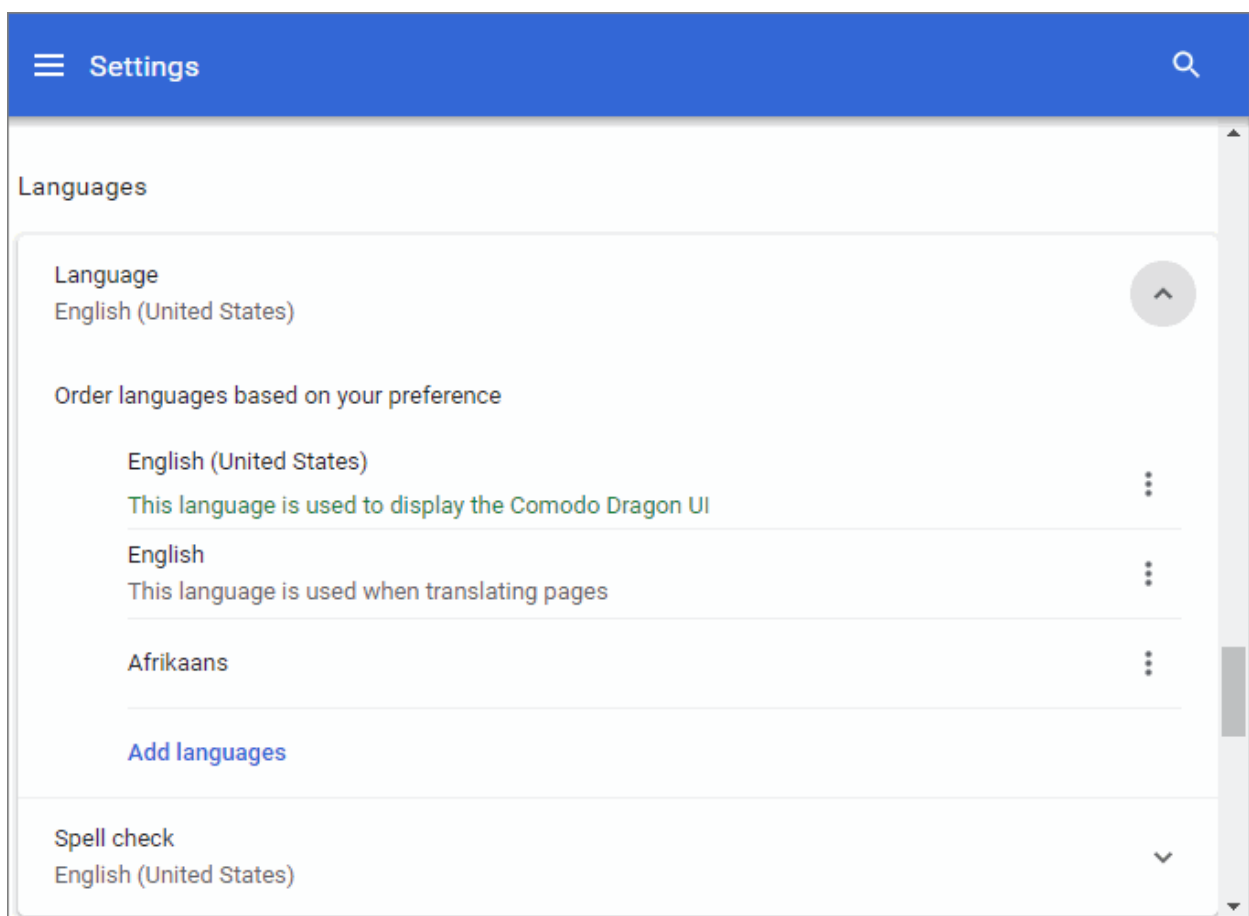 Settings
Languages
Language
English (United States)
Order languages based on your preference
English (United States)
This language is used to display the Comodo Dragon UI
English
This language is used when translating pages
Afrikaans
Add languages
Spell check
English (United States)